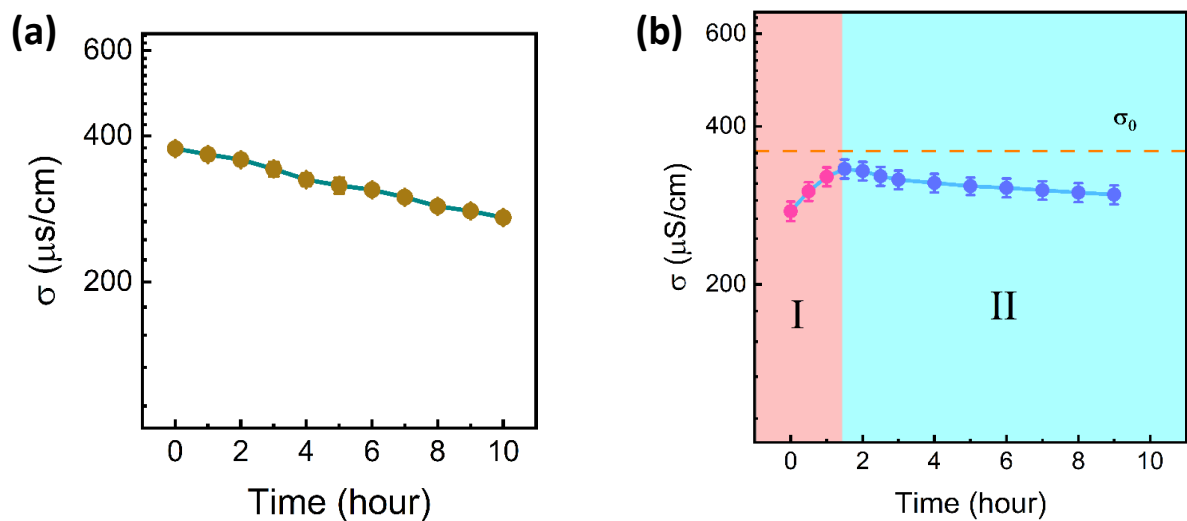 (a)
600
400
200
σ (μs/cm)
0 2 4 6 8 10
Time (hour)
(b)
600
400
200
σ (μS/cm)
σ₀
I
II
0 2 4 6 8 10
Time (hour)